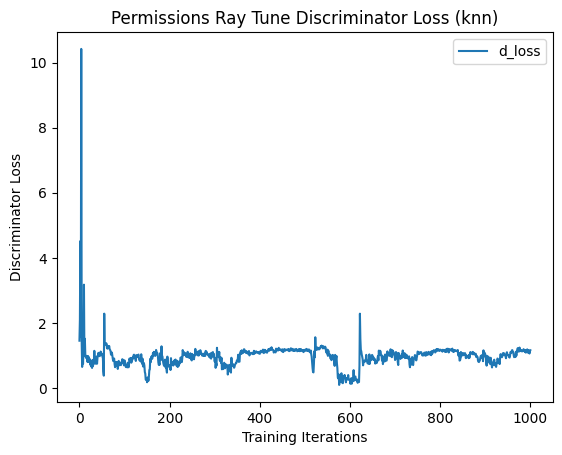 Permissions Ray Tune Discriminator Loss (knn)
d_loss
Discriminator Loss
10
8
6
4
2
0
0 200 400 600 800 1000
Training Iterations